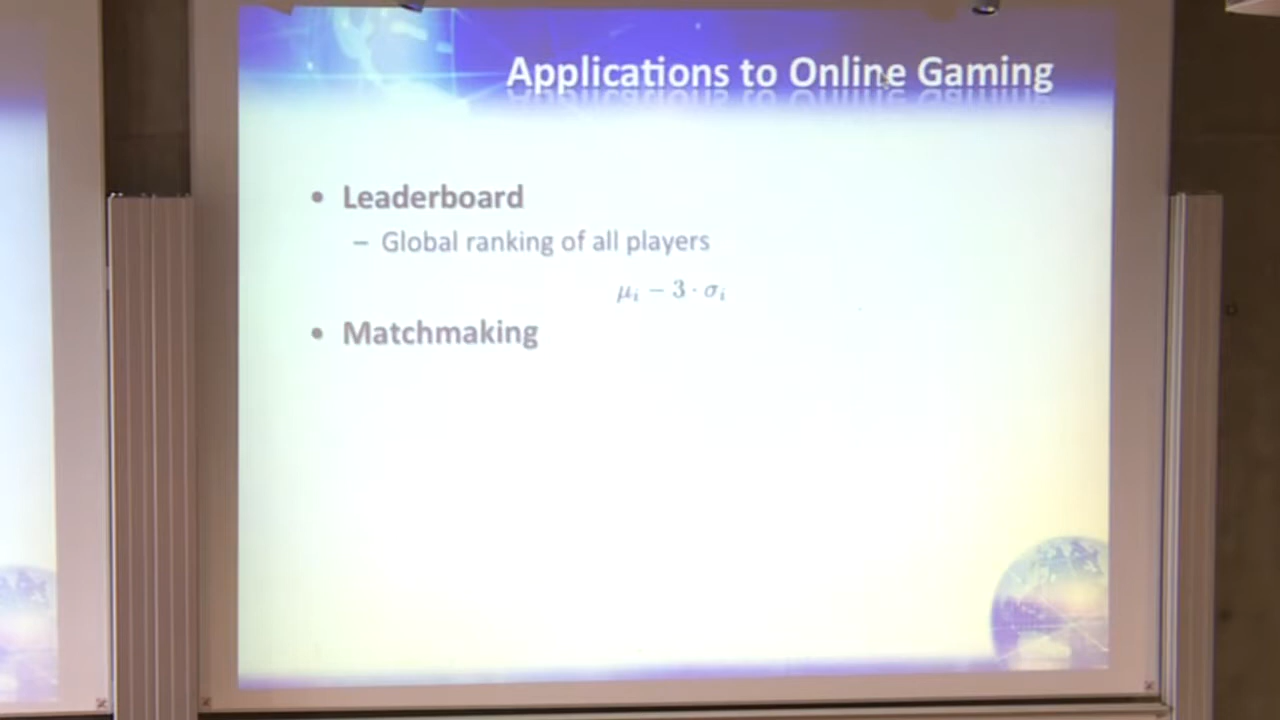 Applications to Online Gaming
• Leaderboard
– Global ranking of all players
μᵢ − 3 · σᵢ
• Matchmaking